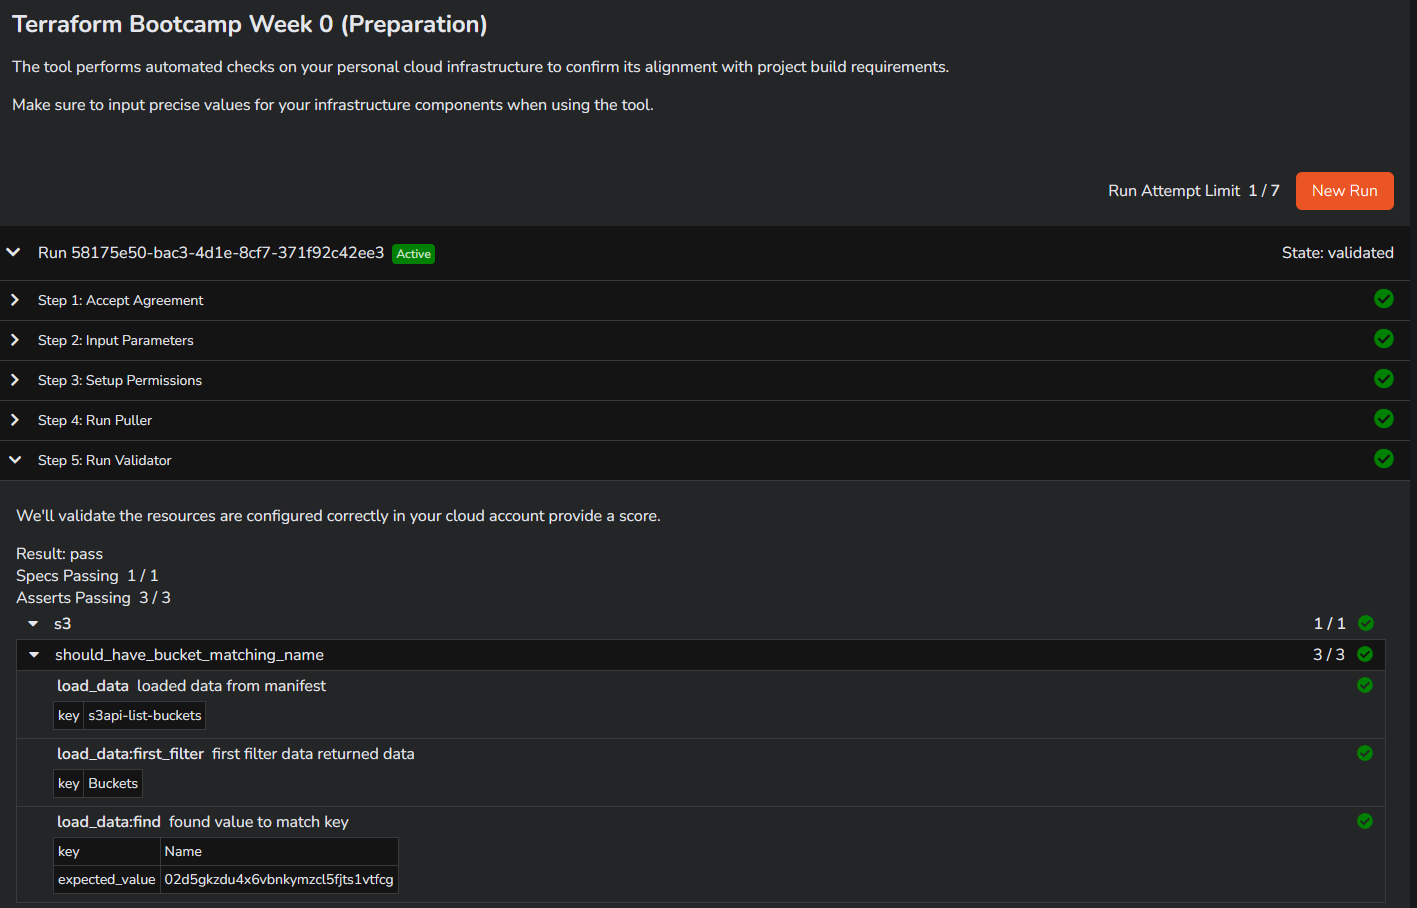 Terraform Bootcamp Week 0 (Preparation)
The tool performs automated checks on your personal cloud infrastructure to confirm its alignment with project build requirements.
Make sure to input precise values for your infrastructure components when using the tool.
Run Attempt Limit 1 / 7 New Run
Run 58175e50-bac3-4d1e-8cf7-371f92c42ee3 Active State: validated
Step 1: Accept Agreement
Step 2: Input Parameters
Step 3: Setup Permissions
Step 4: Run Puller
Step 5: Run Validator
We'll validate the resources are configured correctly in your cloud account provide a score.
Result: pass
Specs Passing 1 / 1
Asserts Passing 3 / 3
s3 1 / 1
should_have_bucket_matching_name 3 / 3
load_data loaded data from manifest
key s3api-list-buckets
load_data:first_filter first filter data returned data
key Buckets
load_data:find found value to match key
key Name
expected_value 02d5gkzdu4x6vbnkymzcl5fjts1vtfcg